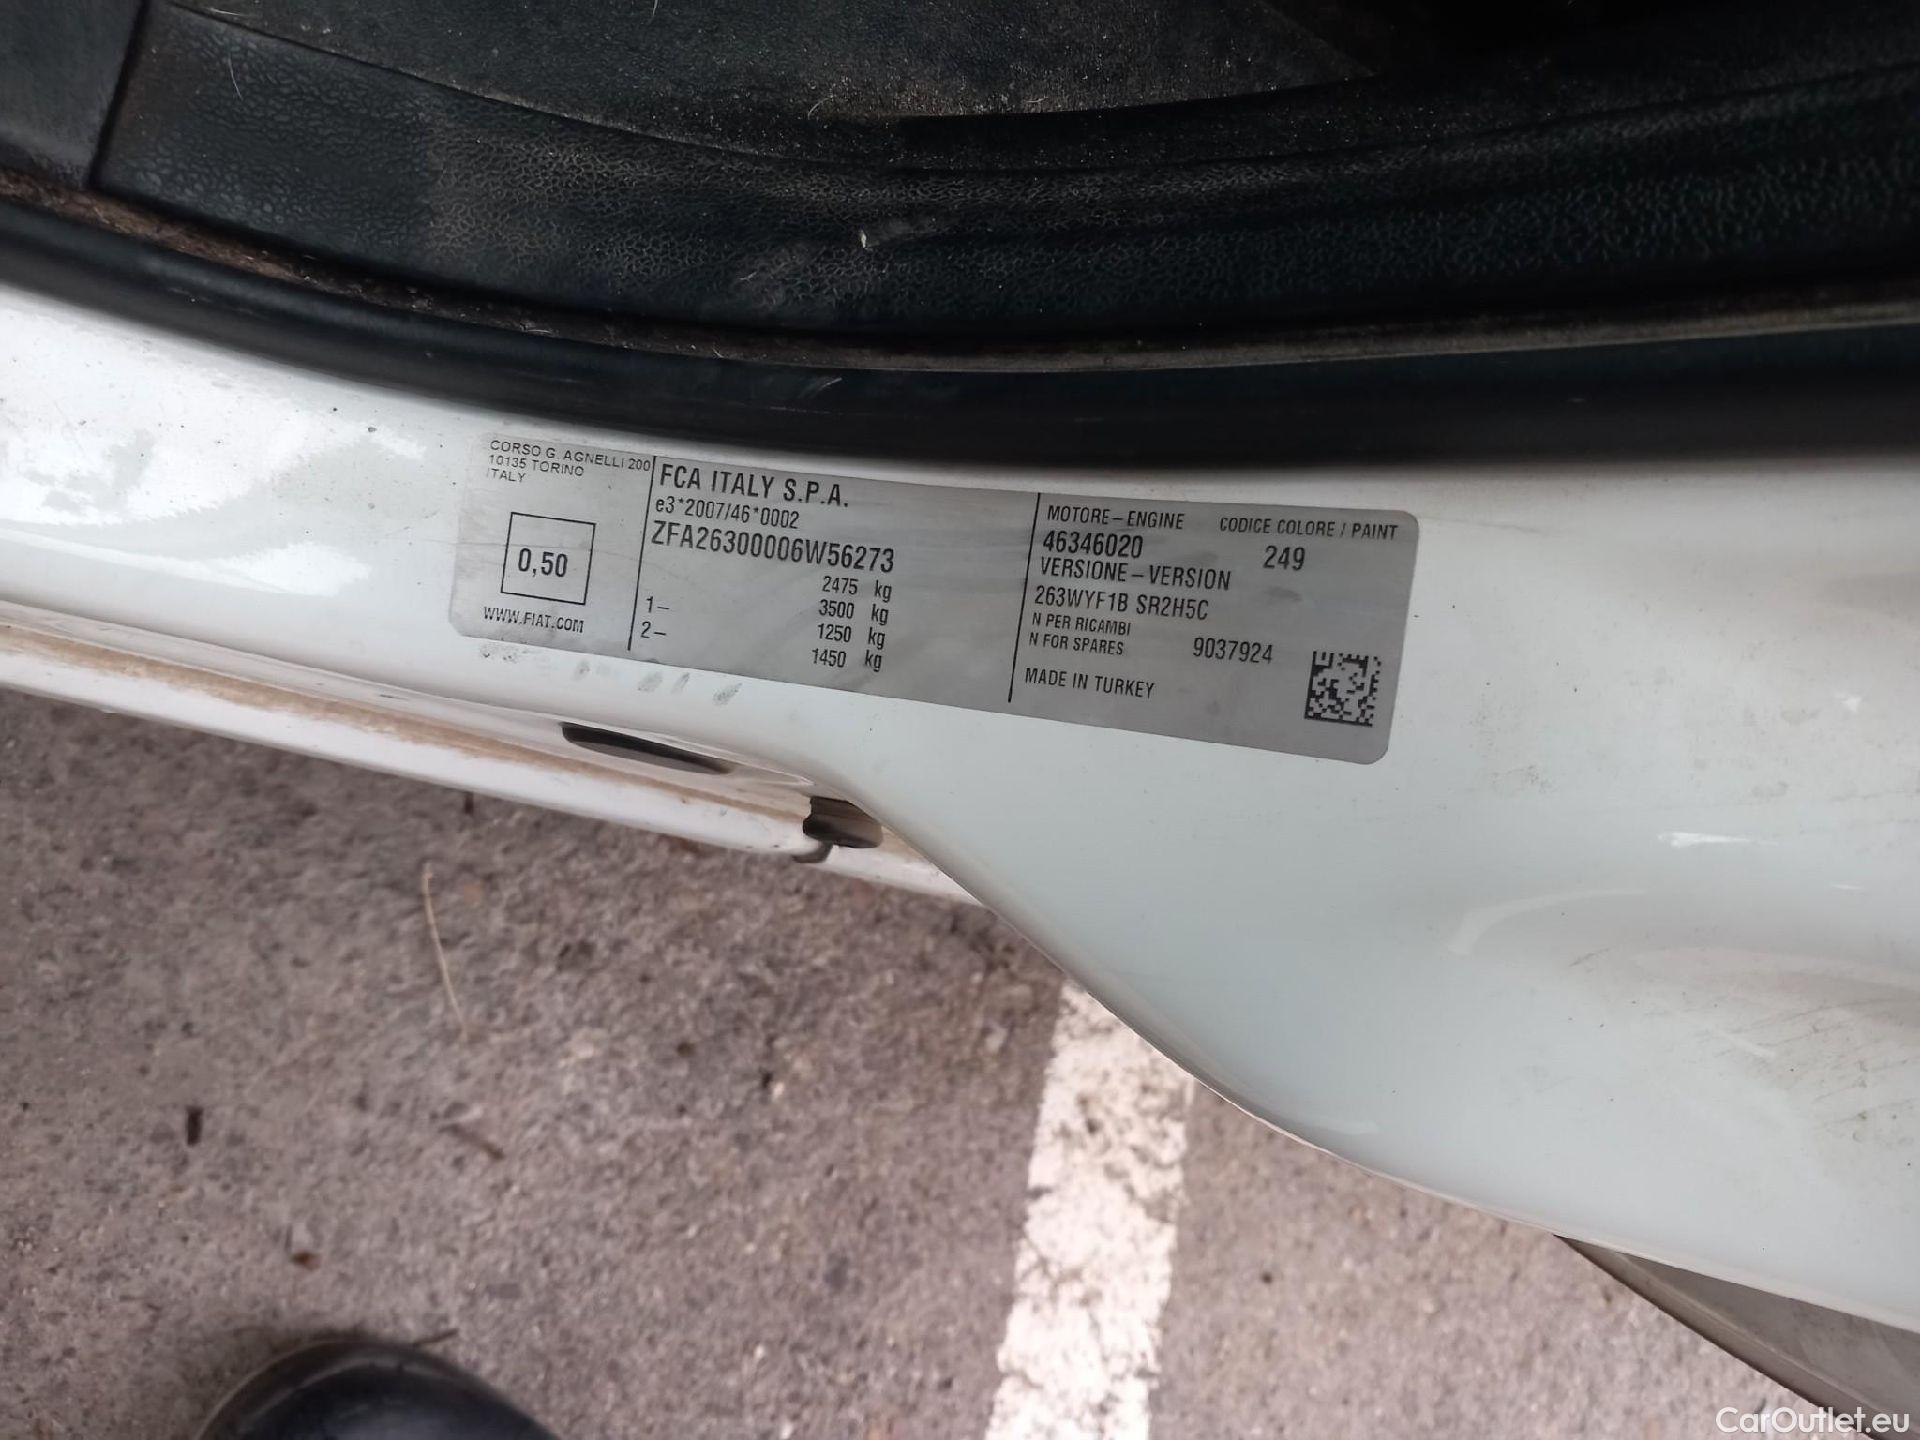 CORSO G. AGNELLI 200
10135 TORINO
ITALY
0,50
WWW.FIAT.COM
FCA ITALY S.P.A.
e3*2007/46*0002
ZFA26300006W56273
2475 kg
1- 3500 kg
2- 1250 kg
1450 kg
MOTORE-ENGINE CODICE COLORE / PAINT
46346020 249
VERSIONE-VERSION
263WYF1B SR2H5C
N PER RICAMBI
N FOR SPARES 9037924
MADE IN TURKEY
CarOutlet.eu